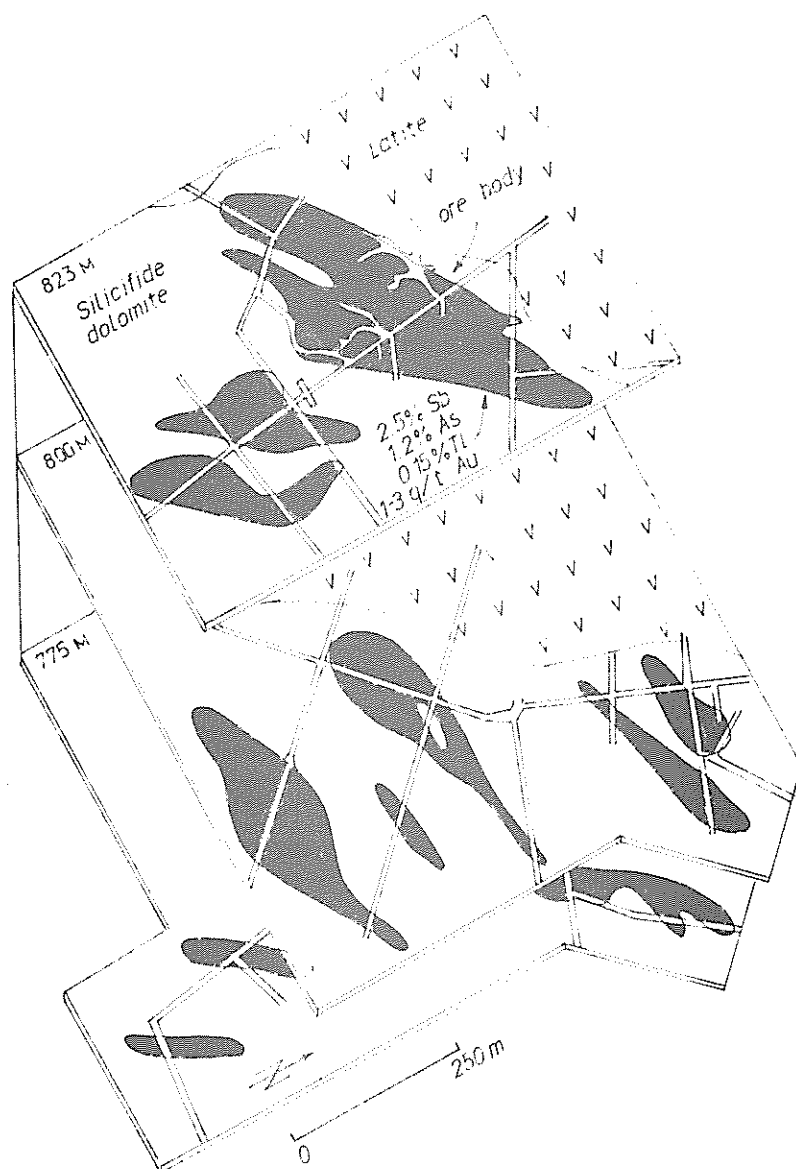 Latite
ore body
823 M
Silicifide
dolomite
2.5% Sb
1.2% As
0 15% TL
1-3 g/t Au
800 M
775 M
N
250 m
0